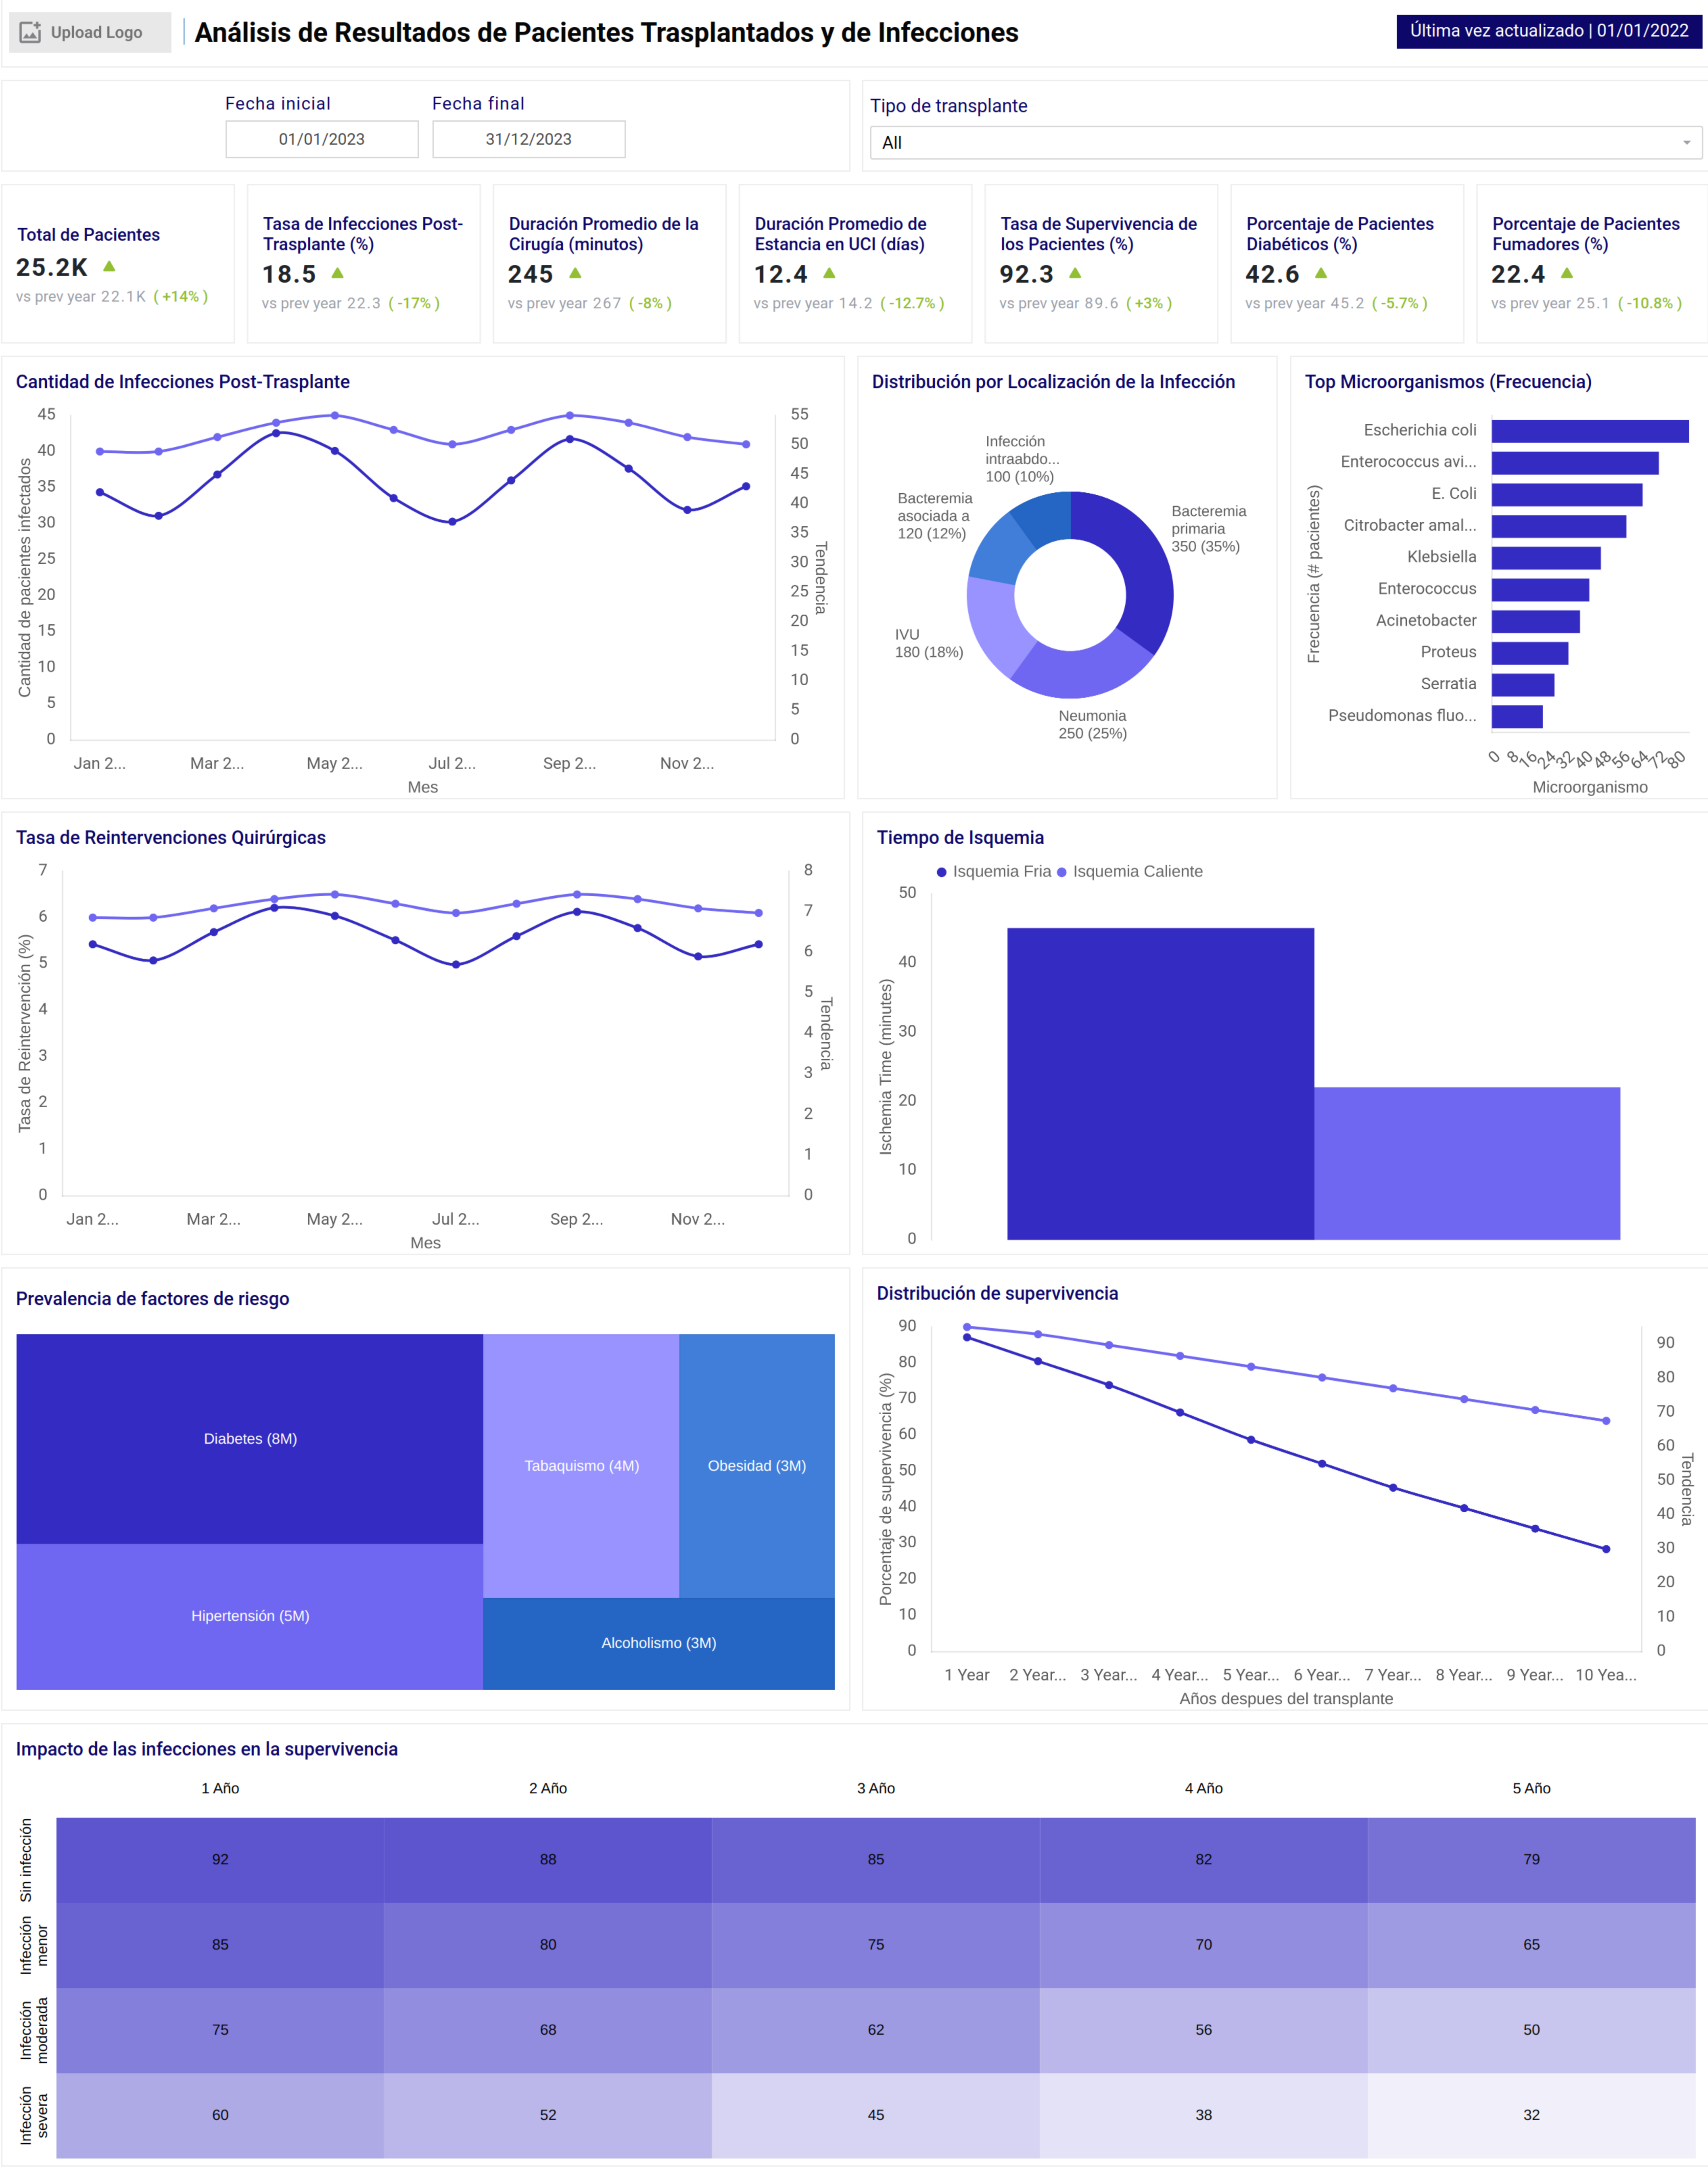 Upload Logo
Análisis de Resultados de Pacientes Trasplantados y de Infecciones
Última vez actualizado | 01/01/2022
Fecha inicial
Fecha final
01/01/2023
31/12/2023
Tipo de transplante
All
Total de Pacientes
25.2K
vs prev year 22.1K (+14%)
Tasa de Infecciones Post-
Trasplante (%)
18.5
vs prev year 22.3 (-17%)
Duración Promedio de la
Cirugía (minutos)
245
vs prev year 267 (-8%)
Duración Promedio de
Estancia en UCI (días)
12.4
vs prev year 14.2 (-12.7%)
Tasa de Supervivencia de
los Pacientes (%)
92.3
vs prev year 89.6 (+3%)
Porcentaje de Pacientes
Diabéticos (%)
42.6
vs prev year 45.2 (-5.7%)
Porcentaje de Pacientes
Fumadores (%)
22.4
vs prev year 25.1 (-10.8%)
Cantidad de Infecciones Post-Trasplante
Cantidad de pacientes infectados
45
40
35
30
25
20
15
10
5
0
55
50
45
40
35
30
25
20
15
10
5
0
Tendencia
Jan 2... Mar 2... May 2... Jul 2... Sep 2... Nov 2...
Mes
Distribución por Localización de la Infección
Infección
intraabdo...
100 (10%)
Bacteremia
asociada a
120 (12%)
Bacteremia
primaria
350 (35%)
IVU
180 (18%)
Neumonia
250 (25%)
Top Microorganismos (Frecuencia)
Frecuencia (# pacientes)
Escherichia coli
Enterococcus avi...
E. Coli
Citrobacter amal...
Klebsiella
Enterococcus
Acinetobacter
Proteus
Serratia
Pseudomonas fluo...
0 8 16 24 32 40 48 56 64 72 80
Microorganismo
Tasa de Reintervenciones Quirúrgicas
Tasa de Reintervención (%)
7
6
5
4
3
2
1
0
8
7
6
5
4
3
2
1
0
Tendencia
Jan 2... Mar 2... May 2... Jul 2... Sep 2... Nov 2...
Mes
Tiempo de Isquemia
Isquemia Fria Isquemia Caliente
Ischemia Time (minutes)
50
40
30
20
10
0
Prevalencia de factores de riesgo
Diabetes (8M)
Tabaquismo (4M)
Obesidad (3M)
Hipertensión (5M)
Alcoholismo (3M)
Distribución de supervivencia
Porcentaje de supervivencia (%)
90
80
70
60
50
40
30
20
10
0
90
80
70
60
50
40
30
20
10
0
Tendencia
1 Year 2 Year... 3 Year... 4 Year... 5 Year... 6 Year... 7 Year... 8 Year... 9 Year... 10 Yea...
Años despues del transplante
Impacto de las infecciones en la supervivencia
1 Año 2 Año 3 Año 4 Año 5 Año
Sin infección
92 88 85 82 79
Infección
menor
85 80 75 70 65
Infección
moderada
75 68 62 56 50
Infección
severa
60 52 45 38 32